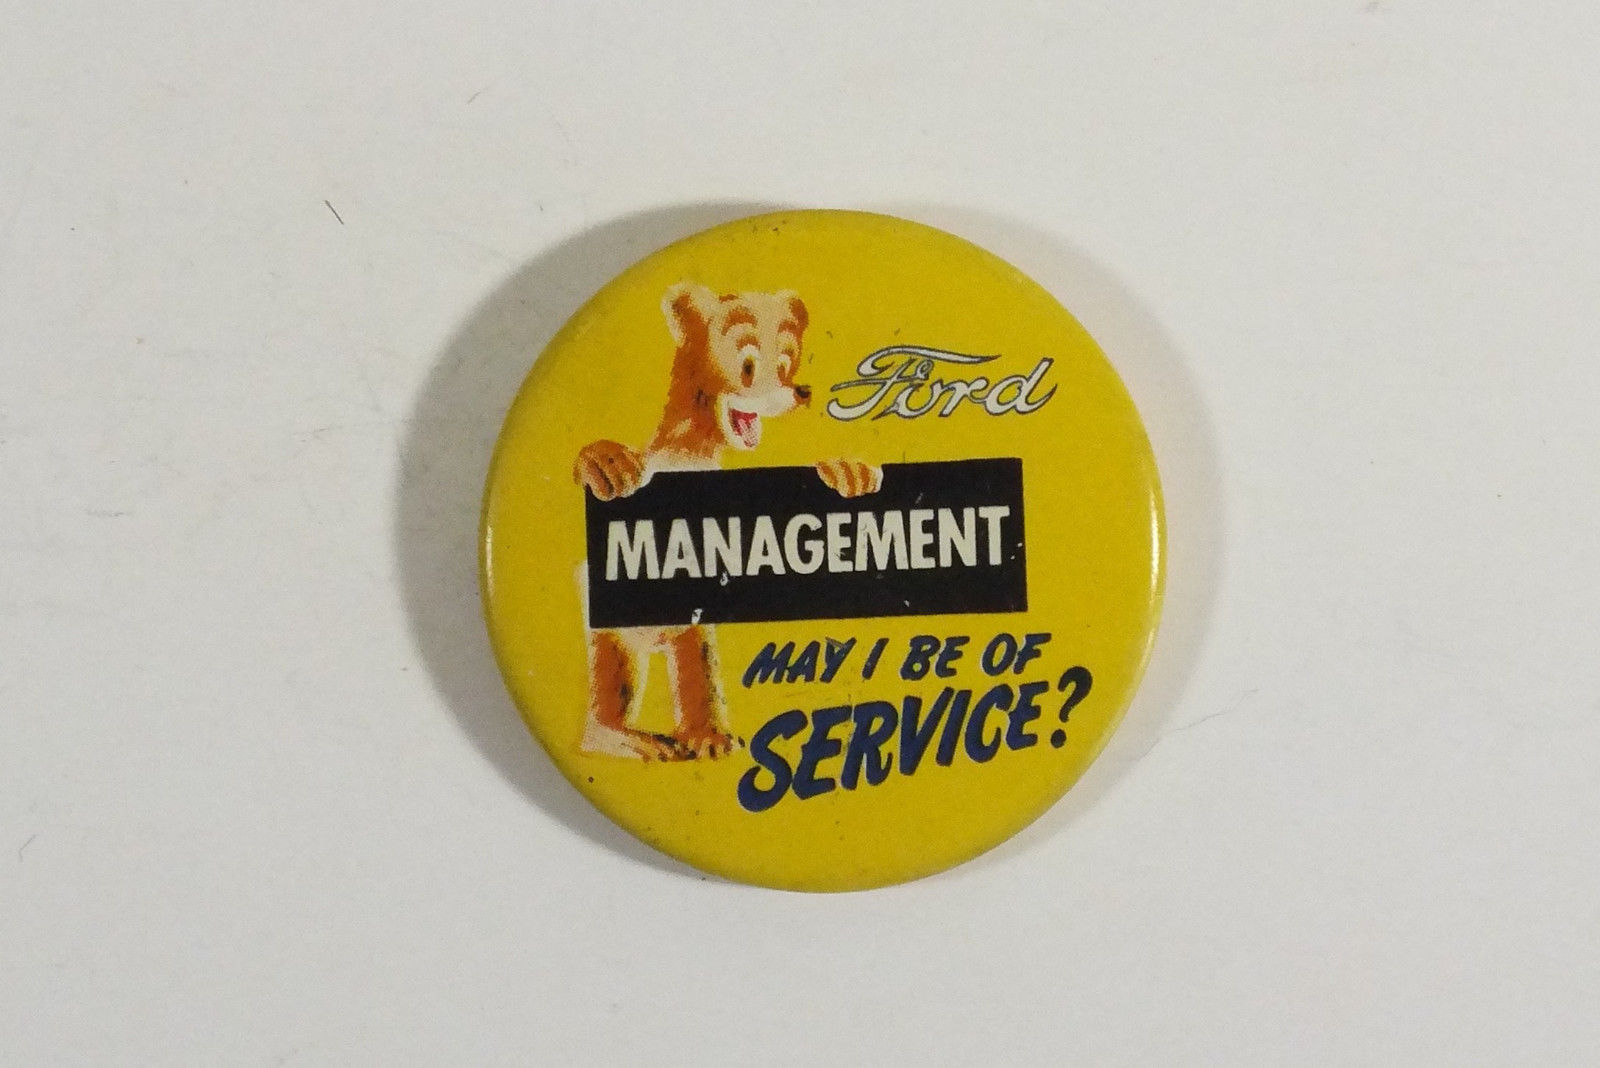 Ford
MANAGEMENT
MAY I BE OF
SERVICE?